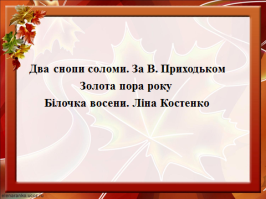 Два снопи соломи. За В. Приходьком
Золота пора року
Білочка восени. Ліна Костенко